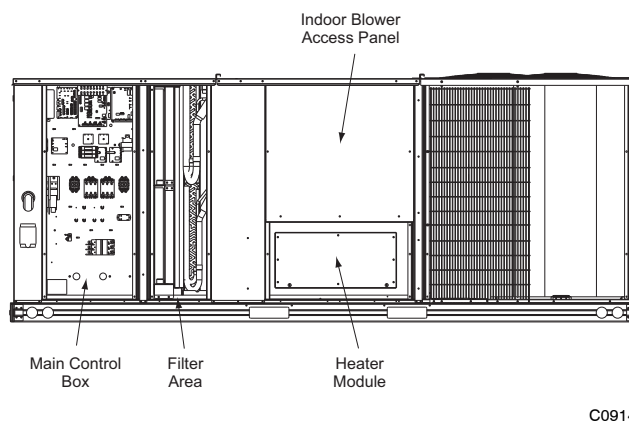 Indoor Blower
Access Panel
Main Control
Box
Filter
Area
Heater
Module